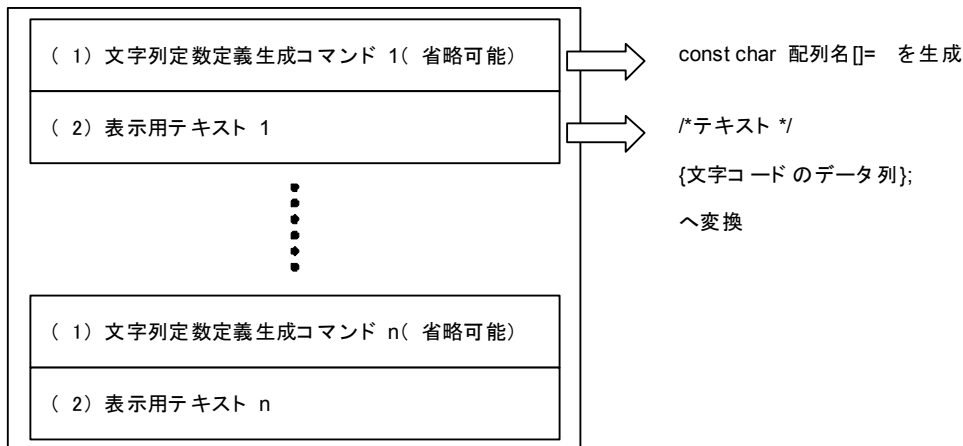 (1)文字列定数定義生成コマンド 1(省略可能)
const char 配列名[]= を生成
(2)表示用テキスト 1
/*テキスト */
{文字コードのデータ列};
へ変換
(1)文字列定数定義生成コマンド n(省略可能)
(2)表示用テキスト n